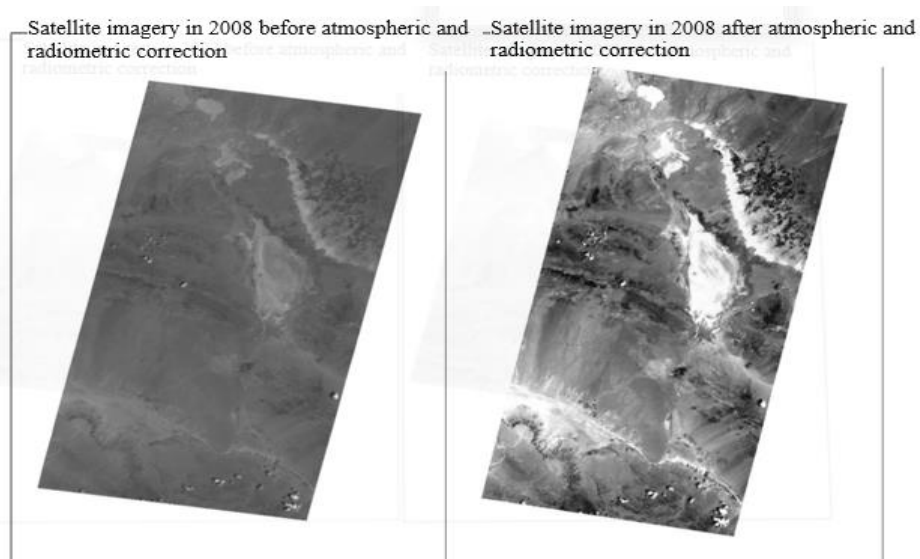 Satellite imagery in 2008 before atmospheric and
radiometric correction
Satellite imagery in 2008 after atmospheric and
radiometric correction